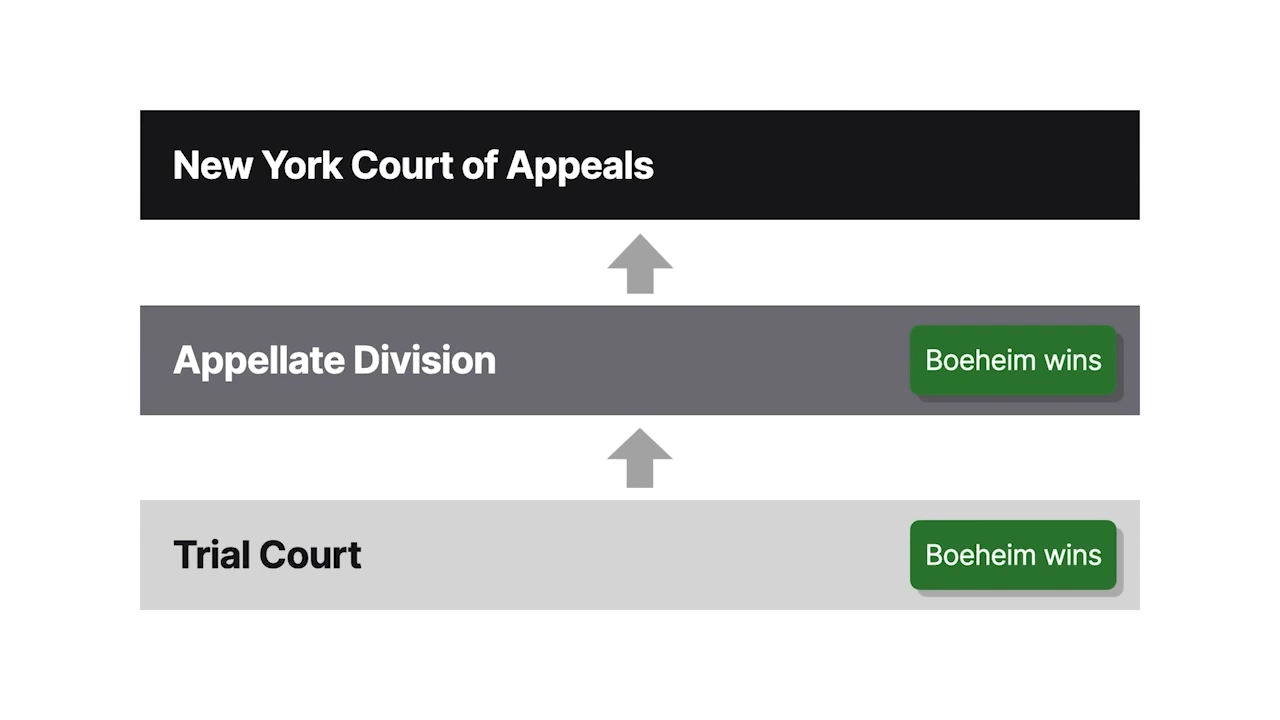 New York Court of Appeals
Appellate Division
Boeheim wins
Trial Court
Boeheim wins